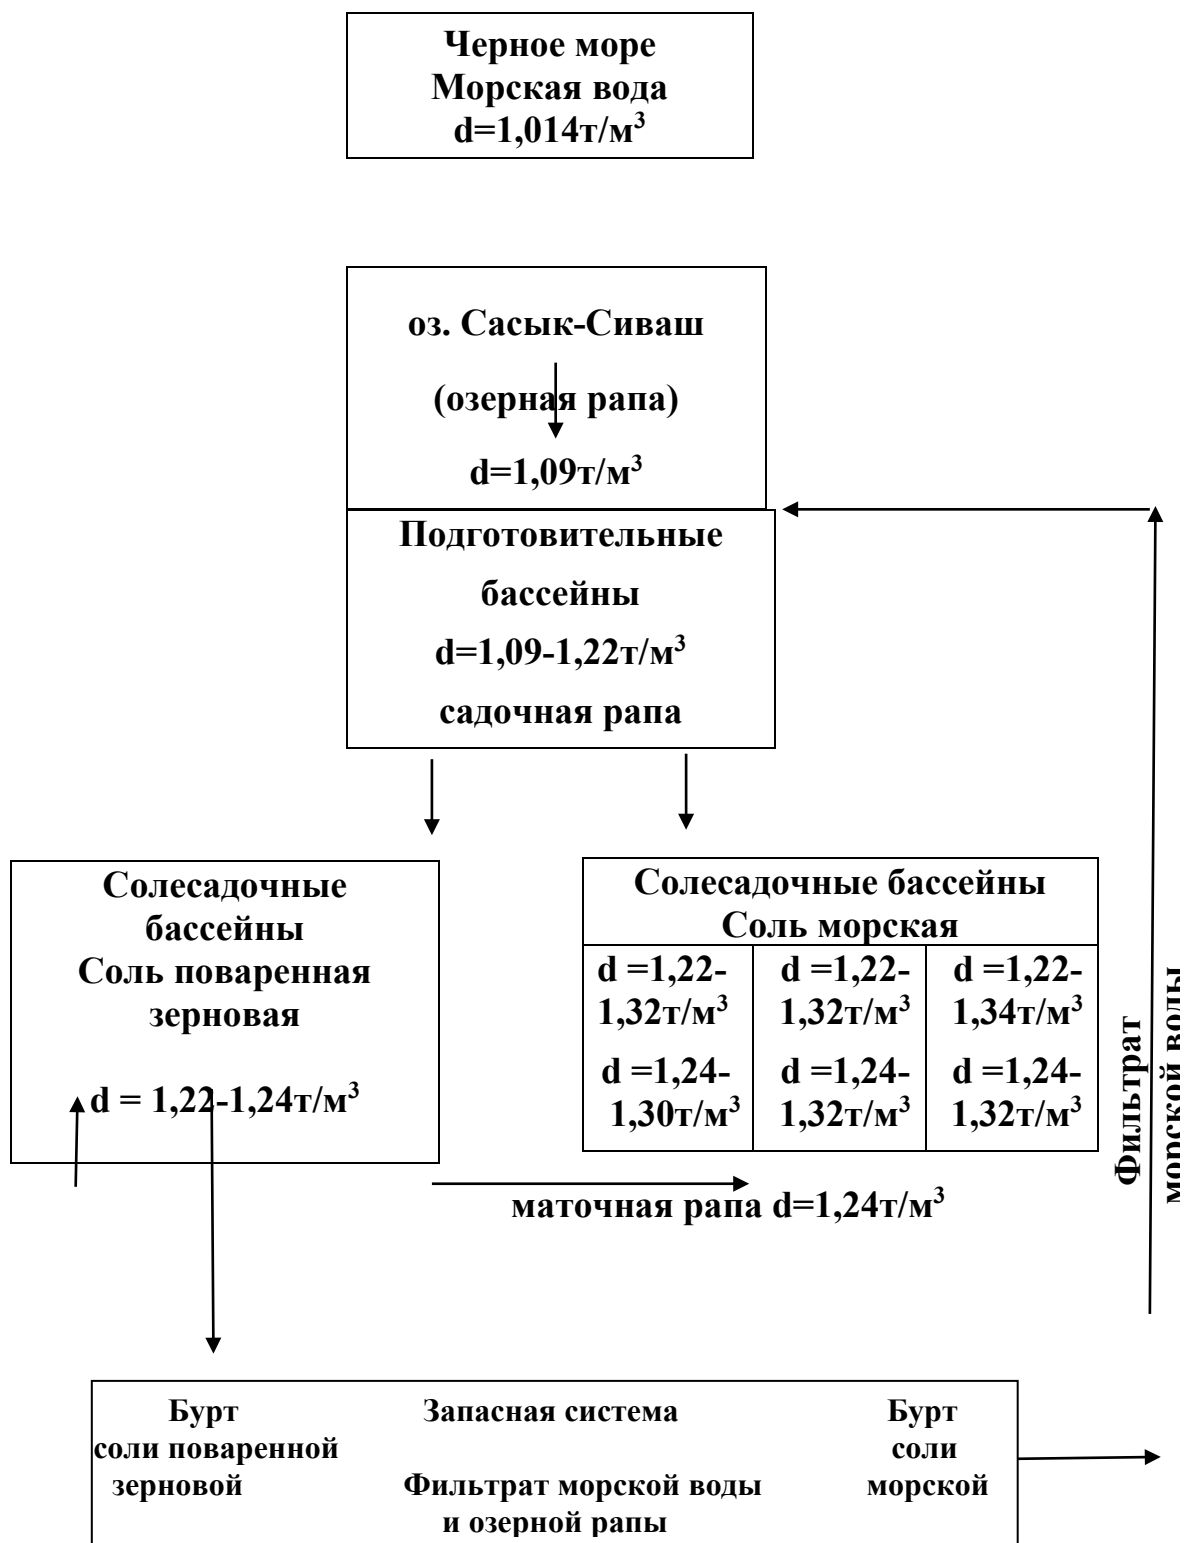 Черное море
Морская вода
d=1,014т/м³
оз. Сасык-Сиваш
(озерная рапа)
d=1,09т/м³
Подготовительные
бассейны
d=1,09-1,22т/м³
садочная рапа
Солесадочные
бассейны
Соль поваренная
зерновая
d = 1,22-1,24т/м³
Солесадочные бассейны
Соль морская
d =1,22-
1,32т/м³
d =1,22-
1,32т/м³
d =1,22-
1,34т/м³
d =1,24-
1,30т/м³
d =1,24-
1,32т/м³
d =1,24-
1,32т/м³
маточная рапа d=1,24т/м³
Фильтрат
морской воды
Бурт
соли поваренной
зерновой
Запасная система
Фильтрат морской воды
и озерной рапы
Бурт
соли
морской